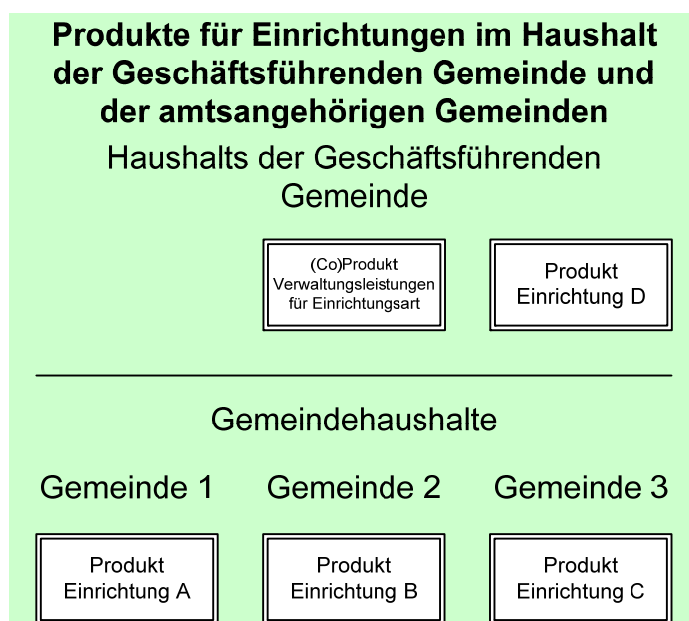 Produkte für Einrichtungen im Haushalt
der Geschäftsführenden Gemeinde und
der amtsangehörigen Gemeinden
Haushalts der Geschäftsführenden
Gemeinde
(Co)Produkt
Verwaltungsleistungen
für Einrichtungsart
Produkt
Einrichtung D
Gemeindehaushalte
Gemeinde 1
Gemeinde 2
Gemeinde 3
Produkt
Einrichtung A
Produkt
Einrichtung B
Produkt
Einrichtung C